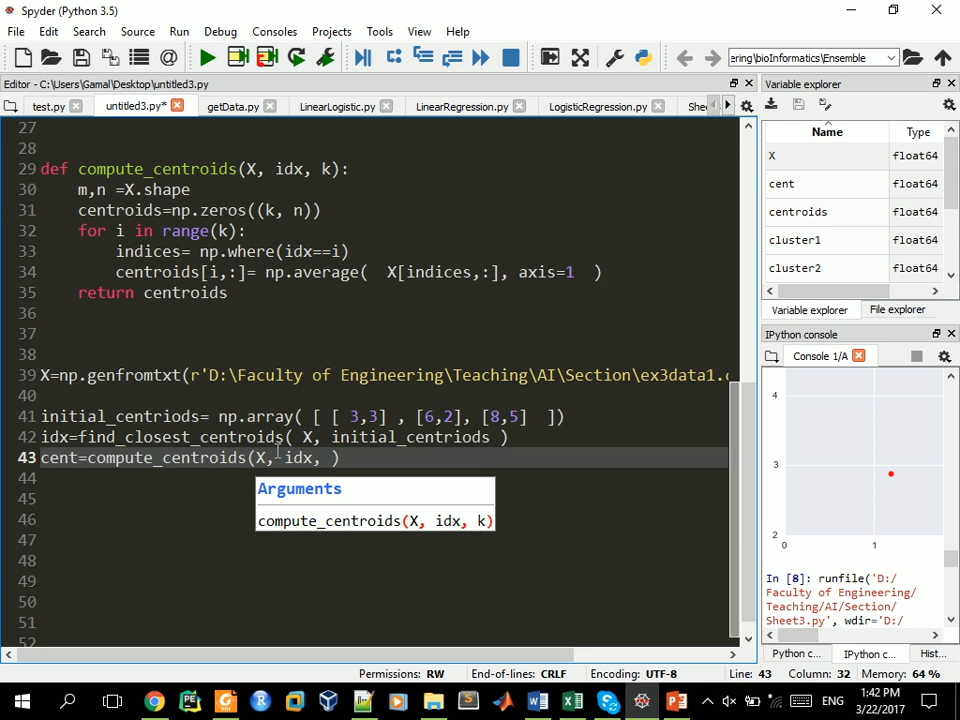 Spyder (Python 3.5)
File Edit Search Source Run Debug Consoles Projects Tools View Help
ering\bioInformatics\Ensemble
Editor - C:\Users\Gamal\Desktop\untitled3.py
Variable explorer
test.py untitled3.py* getData.py LinearLogistic.py LinearRegression.py LogisticRegression.py Shee
Name Type
X float64
cent float64
centroids float64
cluster1 float64
cluster2 float64
Variable explorer File explorer
IPython console
Console 1/A
27
28
29 def compute_centroids(X, idx, k):
30 m,n =X.shape
31 centroids=np.zeros((k, n))
32 for i in range(k):
33 indices= np.where(idx==i)
34 centroids[i,:]= np.average( X[indices,:], axis=1 )
35 return centroids
36
37
38
39 X=np.genfromtxt(r'D:\Faculty of Engineering\Teaching\AI\Section\ex3data1.c
40
41 initial_centriods= np.array( [ [ 3,3] , [6,2], [8,5] ])
42 idx=find_closest_centroids( X, initial_centriods )
43 cent=compute_centroids(X, idx, )
44
45
46
47
48
49
50
51
52
Arguments
compute_centroids(X, idx, k)
4
3
2
0 1
In [8]: runfile('D:/
Faculty of Engineering/
Teaching/AI/Section/
Sheet3.py', wdir='D:/
Python c... IPython c... Hist...
Permissions: RW End-of-lines: CRLF Encoding: UTF-8 Line: 43 Column: 32 Memory: 64 %
ENG
1:42 PM
3/22/2017